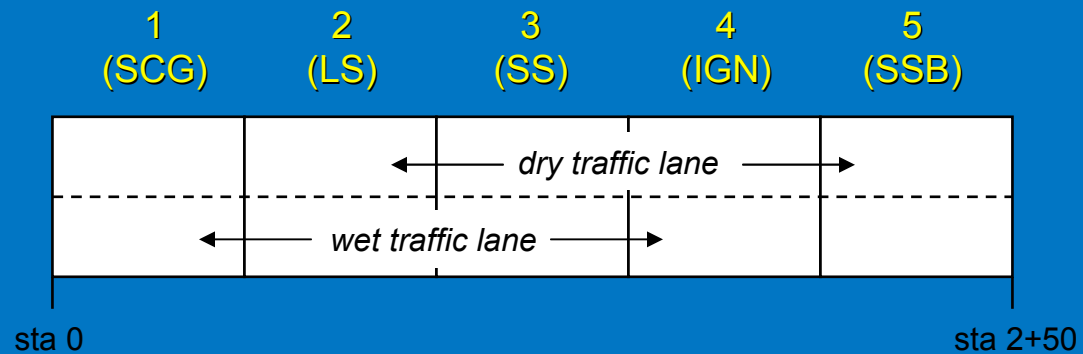 1 2 3 4 5
(SCG) (LS) (SS) (IGN) (SSB)
dry traffic lane
wet traffic lane
sta 0 sta 2+50